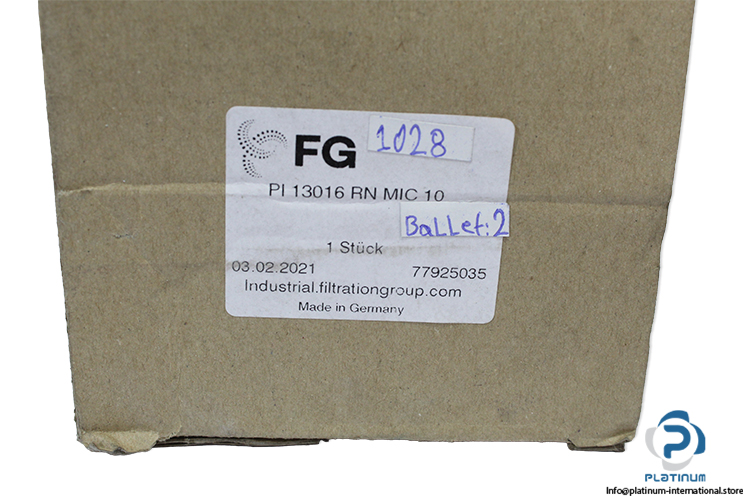 FG
1028
PI 13016 RN MIC 10
BaLLet:2
1 Stück
03.02.2021 77925035
Industrial.filtrationgroup.com
Made in Germany
PLATINUM
Info@platinum-international.store